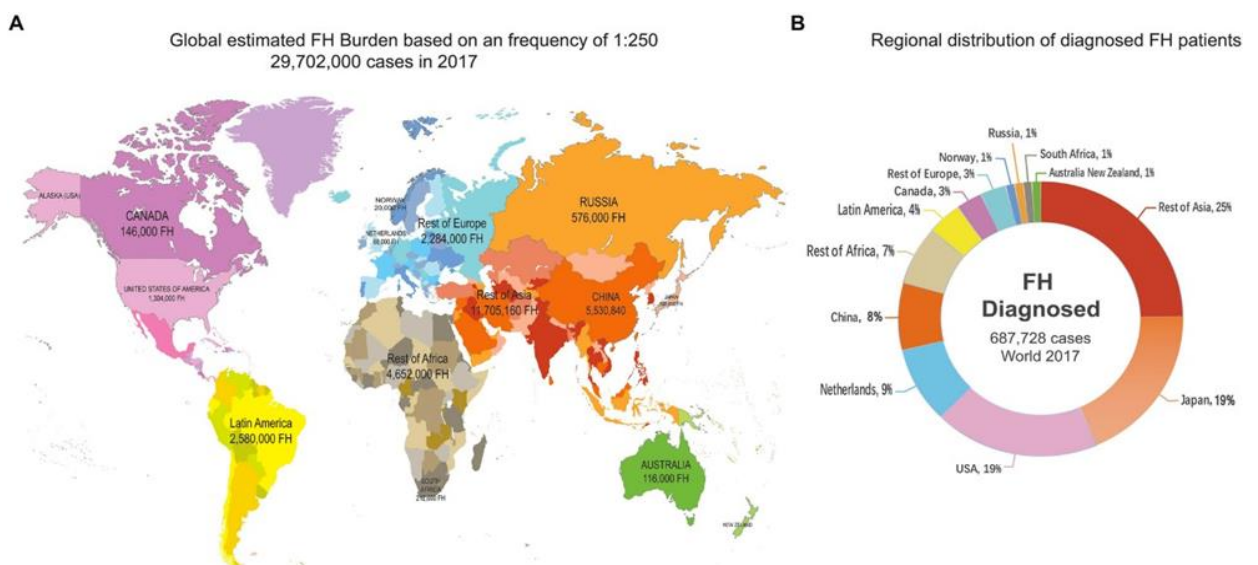 A
Global estimated FH Burden based on an frequency of 1:250
29,702,000 cases in 2017
ALASKA (USA)
CANADA
146,000 FH
UNITED STATES OF AMERICA
1,304,000 FH
Latin America
2,580,000 FH
NORWAY
20,000 FH
NETHERLANDS
Rest of Europe
2,284,000 FH
RUSSIA
576,000 FH
Rest of Asia
11,705,160 FH
CHINA
5,530,840
JAPAN
Rest of Africa
4,652,000 FH
SOUTH
AFRICA
AUSTRALIA
116,000 FH
NEW ZEALAND
B
Regional distribution of diagnosed FH patients
Russia, 1%
Norway, 1%
Rest of Europe, 3%
Canada, 3%
Latin America, 4%
Rest of Africa, 7%
China, 8%
Netherlands, 9%
USA, 19%
South Africa, 1%
Australia New Zealand, 1%
Rest of Asia, 25%
Japan, 19%
FH
Diagnosed
687,728 cases
World 2017